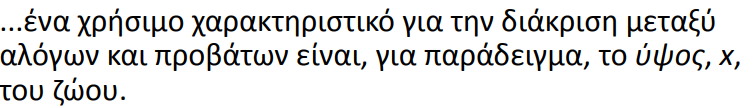 ...ένα χρήσιμο χαρακτηριστικό για την διάκριση μεταξύ
αλόγων και προβάτων είναι, για παράδειγμα, το ύψος, x,
του ζώου.